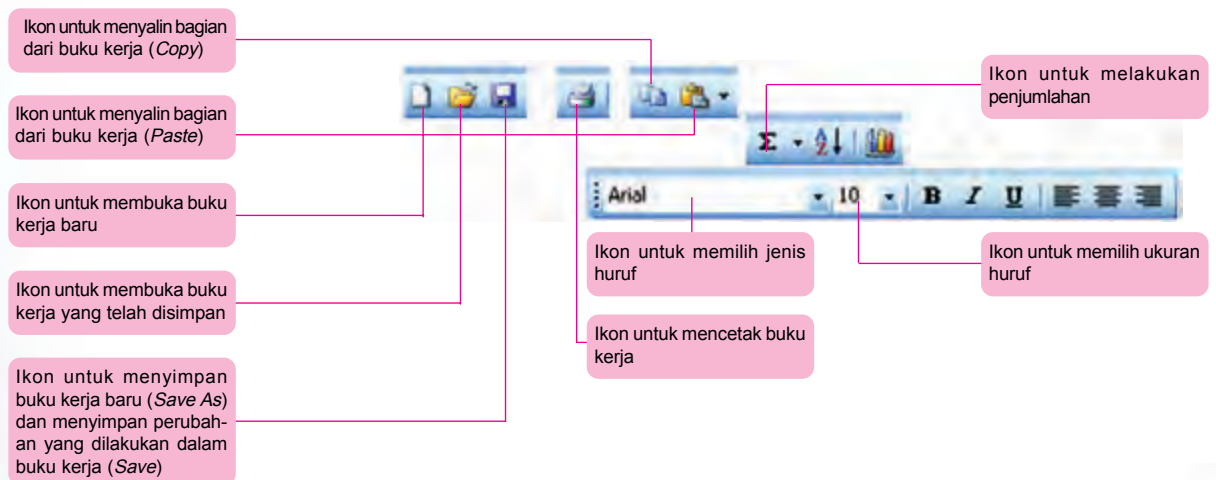 Ikon untuk menyalin bagian
dari buku kerja (Copy)
Ikon untuk menyalin bagian
dari buku kerja (Paste)
Ikon untuk membuka buku
kerja baru
Ikon untuk membuka buku
kerja yang telah disimpan
Ikon untuk menyimpan
buku kerja baru (Save As)
dan menyimpan perubah-
an yang dilakukan dalam
buku kerja (Save)
Ikon untuk melakukan
penjumlahan
Σ A Z
Arial 10 B I U
Ikon untuk memilih jenis
huruf
Ikon untuk memilih ukuran
huruf
Ikon untuk mencetak buku
kerja